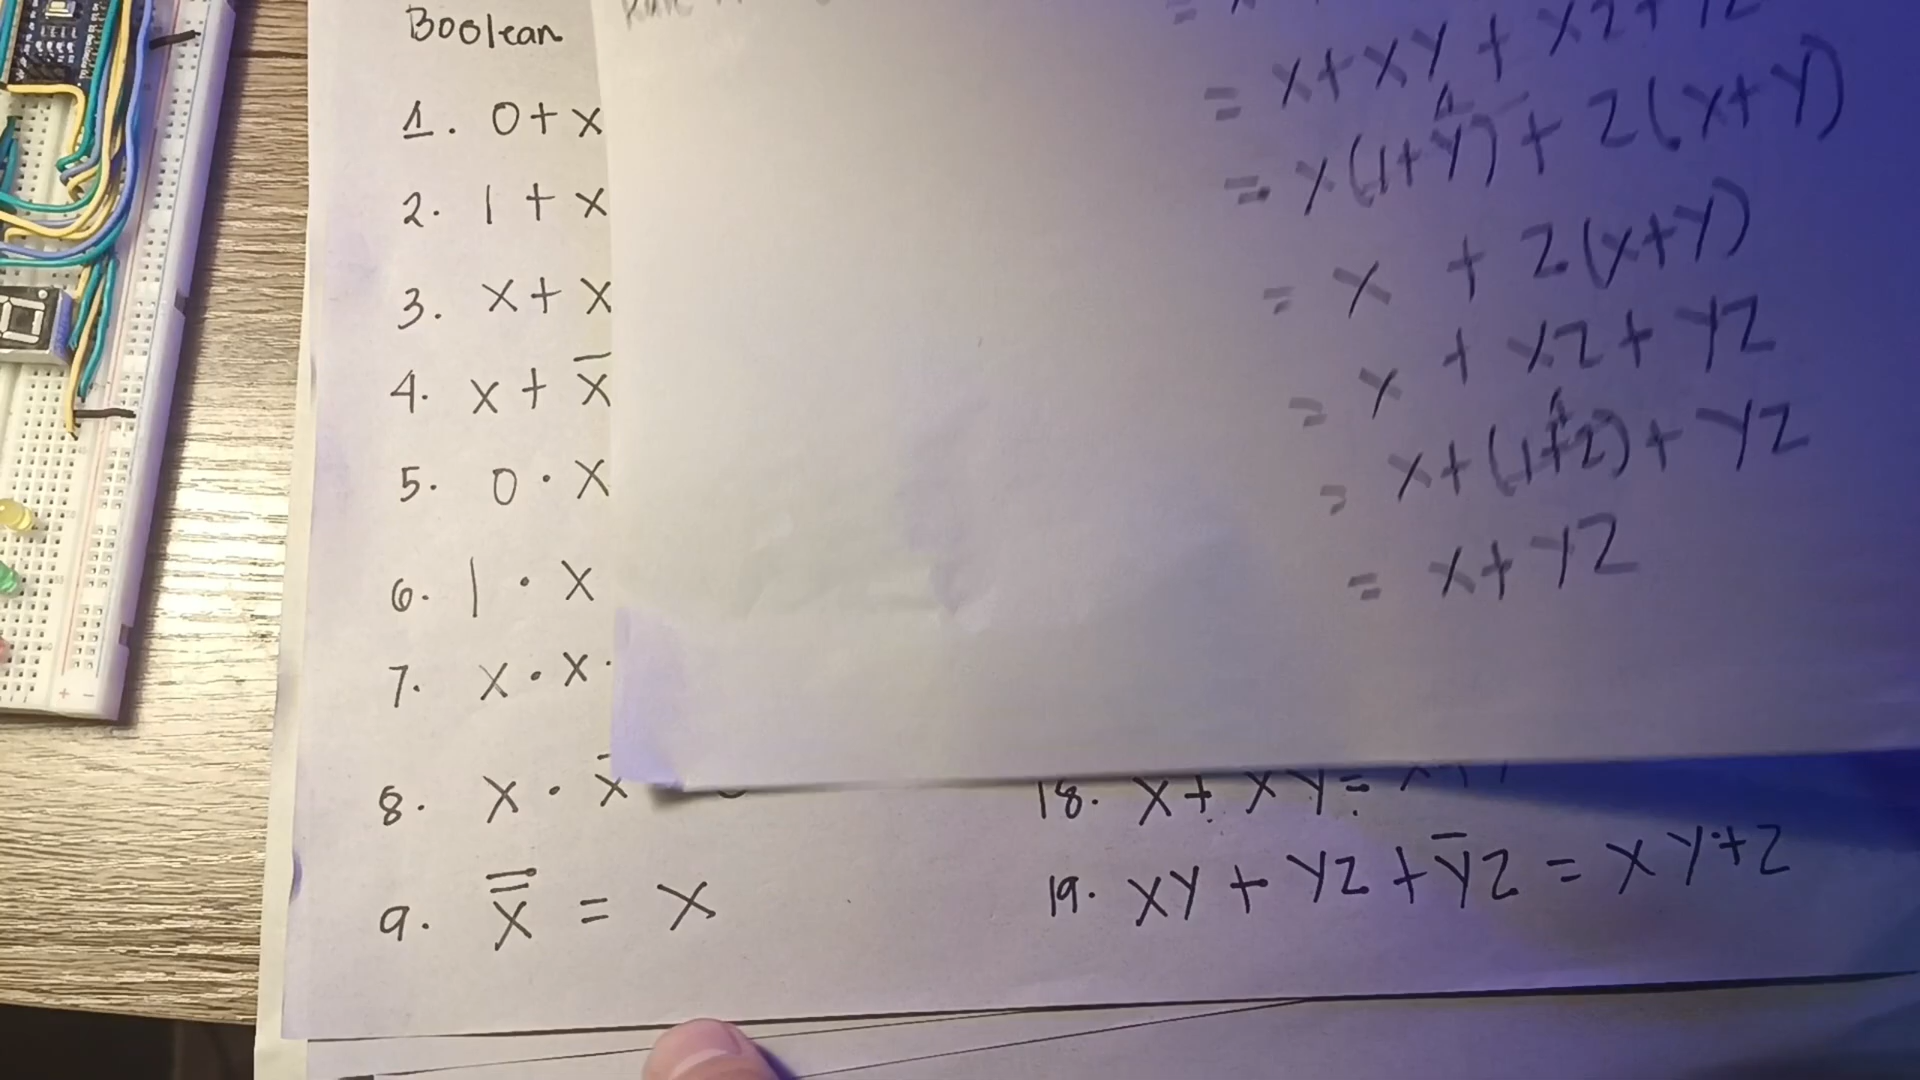 Boolean
1. 0 + x
2. 1 + x
3. x + x
4. x + x̅
5. 0 · x
6. 1 · x
7. x · x ·
8. x · x̅
9. x̿ = x
= x + xy + xz + yz
= x(1+y) + z(x+y)
= x + z(x+y)
= x + xz + yz
= x+(1+z) + yz
= x + yz
18. x + xy =
19. xy + yz + y̅z = xy + z